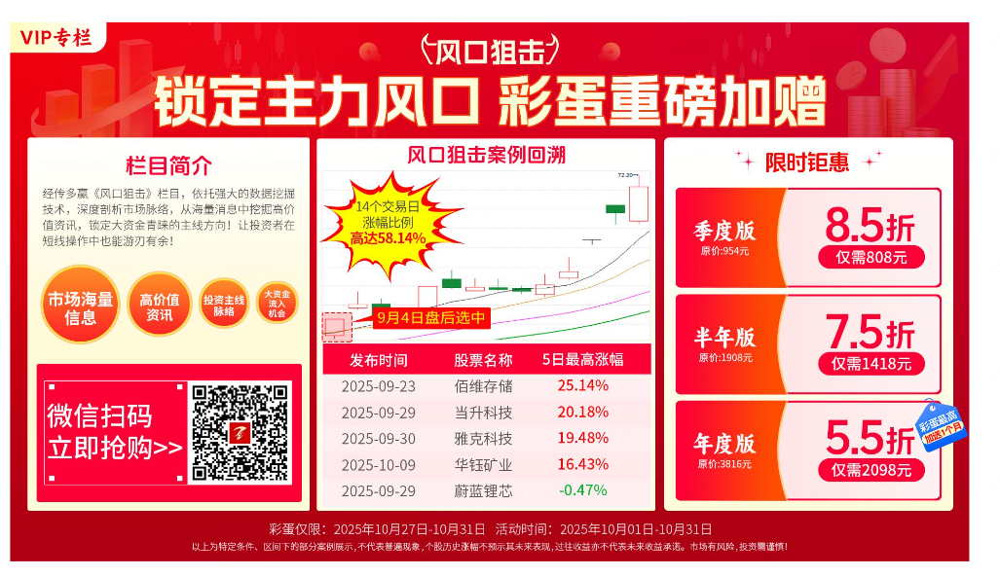 VIP专栏
风口狙击
锁定主力风口 彩蛋重磅加赠
栏目简介
经传多赢《风口狙击》栏目，依托强大的数据挖掘
技术，深度剖析市场脉络，从海量消息中挖掘高价
值资讯，锁定大资金青睐的主线方向！让投资者在
短线操作中也能游刃有余！
市场海量
信息
高价值
资讯
投资主线
脉络
大资金
流入
机会
微信扫码
立即抢购>>
风口狙击案例回溯
72.20
14个交易日
涨幅比例
高达58.14%
9月4日盘后选中
发布时间 股票名称 5日最高涨幅
2025-09-23 佰维存储 25.14%
2025-09-29 当升科技 20.18%
2025-09-30 雅克科技 19.48%
2025-10-09 华钰矿业 16.43%
2025-09-29 蔚蓝锂芯 -0.47%
限时钜惠
季度版
原价:954元
8.5折
仅需808元
半年版
原价:1908元
7.5折
仅需1418元
年度版
原价:3816元
5.5折
仅需2098元
彩蛋最高
加送1个月
彩蛋仅限：2025年10月27日-10月31日 活动时间：2025年10月01日-10月31日
以上为特定条件、区间下的部分案例展示，不代表普遍现象，个股历史涨幅不预示其未来表现，过往收益亦不代表未来收益承诺。市场有风险，投资需谨慎！